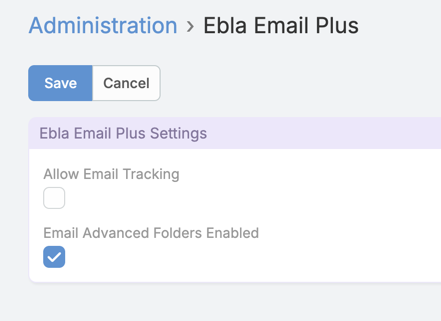 Administration › Ebla Email Plus
Save Cancel
Ebla Email Plus Settings
Allow Email Tracking
Email Advanced Folders Enabled